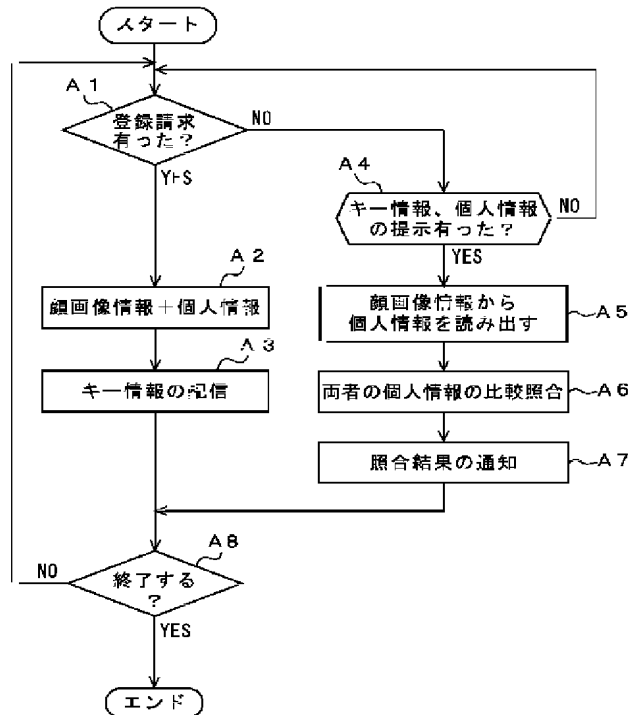 スタート
A1
登録請求
有った?
NO
YES
A4
キー情報、個人情報
の提示有った?
NO
YES
A2
顔画像情報+個人情報
顔画像情報から
個人情報を読み出す
A5
A3
キー情報の配信
両者の個人情報の比較照合
A6
照合結果の通知
A7
A8
終了する
?
NO
YES
エンド